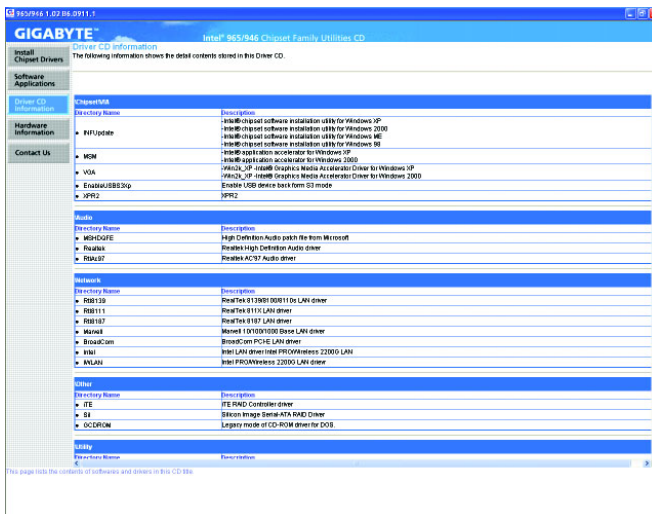 965/946 1.02 B6.0911.1
GIGABYTE™
Intel® 965/946 Chipset Family Utilities CD
Install
Chipset Drivers
Software
Applications
Driver CD
Information
Hardware
Information
Contact Us
Driver CD information
The following information shows the detail contents stored in this Driver CD.
\Chipset\VIA
Directory Name Description
INFUpdate
-Intel® chipset software installation utility for Windows XP
-Intel® chipset software installation utility for Windows 2000
-Intel® chipset software installation utility for Windows ME
-Intel® chipset software installation utility for Windows 98
MSM
-Intel® application accelerator for Windows XP
-Intel® application accelerator for Windows 2000
VGA
-Win2k_XP -Intel® Graphics Media Accelerator Driver for Windows XP
-Win2k_XP -Intel® Graphics Media Accelerator Driver for Windows 2000
EnableUSBS3Xp Enable USB device back form S3 mode
XPR2 XPR2
\Audio
Directory Name Description
MSHDQFE High Definition Audio patch file from Microsoft
Realtek Realtek High Definition Audio driver
RtlAc97 Realtek AC'97 Audio driver
\Network
Directory Name Description
Rtl8139 RealTek 8139/8100/8110s LAN driver
Rtl8111 RealTek 811X LAN driver
Rtl8187 RealTek 8187 LAN driver
Marvell Marvell 10/100/1000 Base LAN driver
BroadCom BroadCom PCI-E LAN driver
Intel Intel LAN driver Intel PRO/Wireless 2200G LAN
IWLAN Intel PRO/Wireless 2200G LAN driver
\Other
Directory Name Description
iTE ITE RAID Controller driver
Sil Silicon Image Serial-ATA RAID Driver
GCDROM Legacy mode of CD-ROM driver for DOS.
\Utility
Directory Name Description
This page lists the contents of softwares and drivers in this CD title.